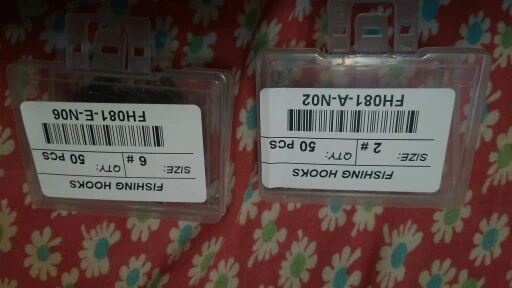 FISHING HOOKS
SIZE: QTY:
2 # 50 PCS
FH081-A-N02
FISHING HOOKS
SIZE: QTY:
6 # 50 PCS
FH081-E-N06